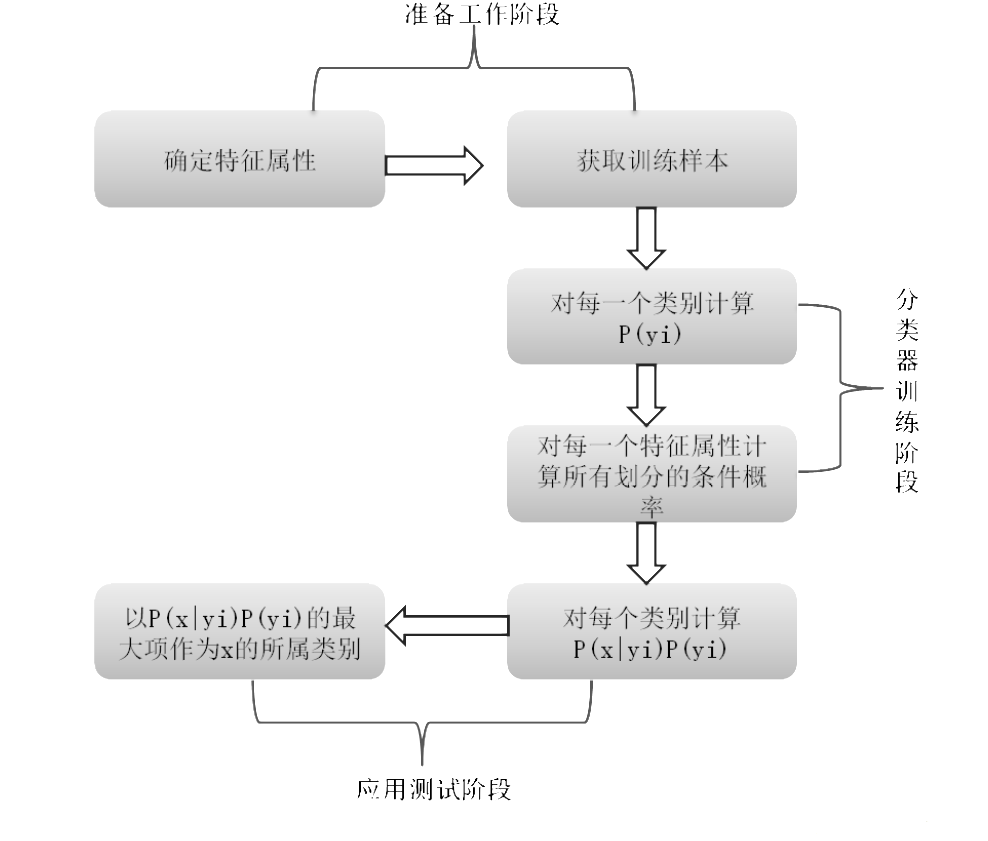 准备工作阶段
确定特征属性
获取训练样本
对每一个类别计算
P(yi)
分类器训练阶段
对每一个特征属性计
算所有划分的条件概
率
对每个类别计算
P(x|yi)P(yi)
以P(x|yi)P(yi)的最
大项作为x的所属类别
应用测试阶段